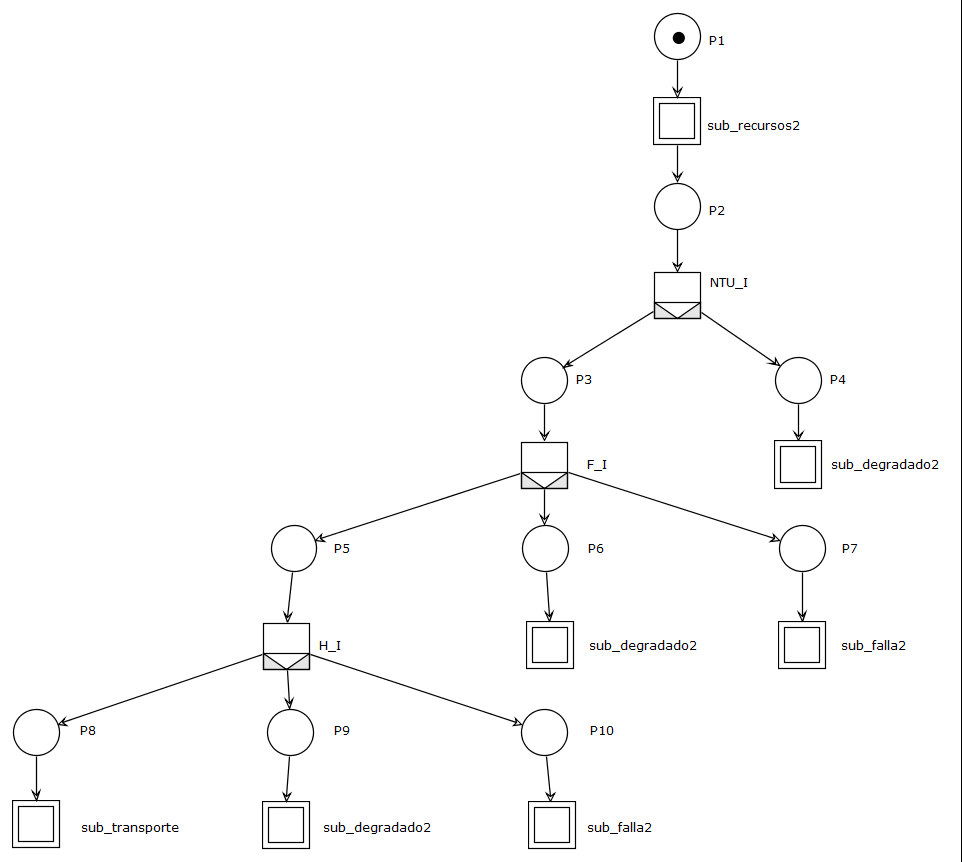 P1
sub_recursos2
P2
NTU_I
P3
P4
F_I
sub_degradado2
P5
P6
P7
H_I
sub_degradado2
sub_falla2
P8
P9
P10
sub_transporte
sub_degradado2
sub_falla2